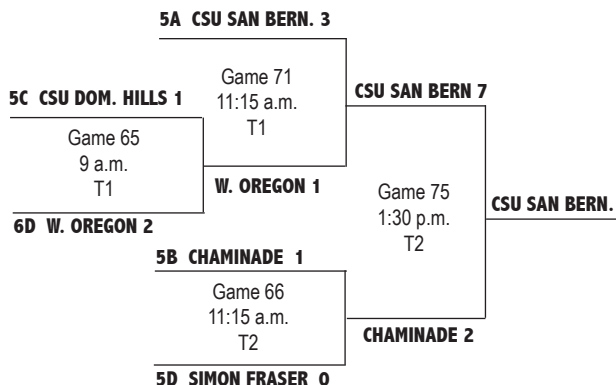 5A CSU SAN BERN. 3
Game 71
11:15 a.m.
T1
5C CSU DOM. HILLS 1
CSU SAN BERN 7
Game 65
9 a.m.
T1
W. OREGON 1
6D W. OREGON 2
Game 75
1:30 p.m.
T2
CSU SAN BERN.
5B CHAMINADE 1
Game 66
11:15 a.m.
T2
CHAMINADE 2
5D SIMON FRASER 0